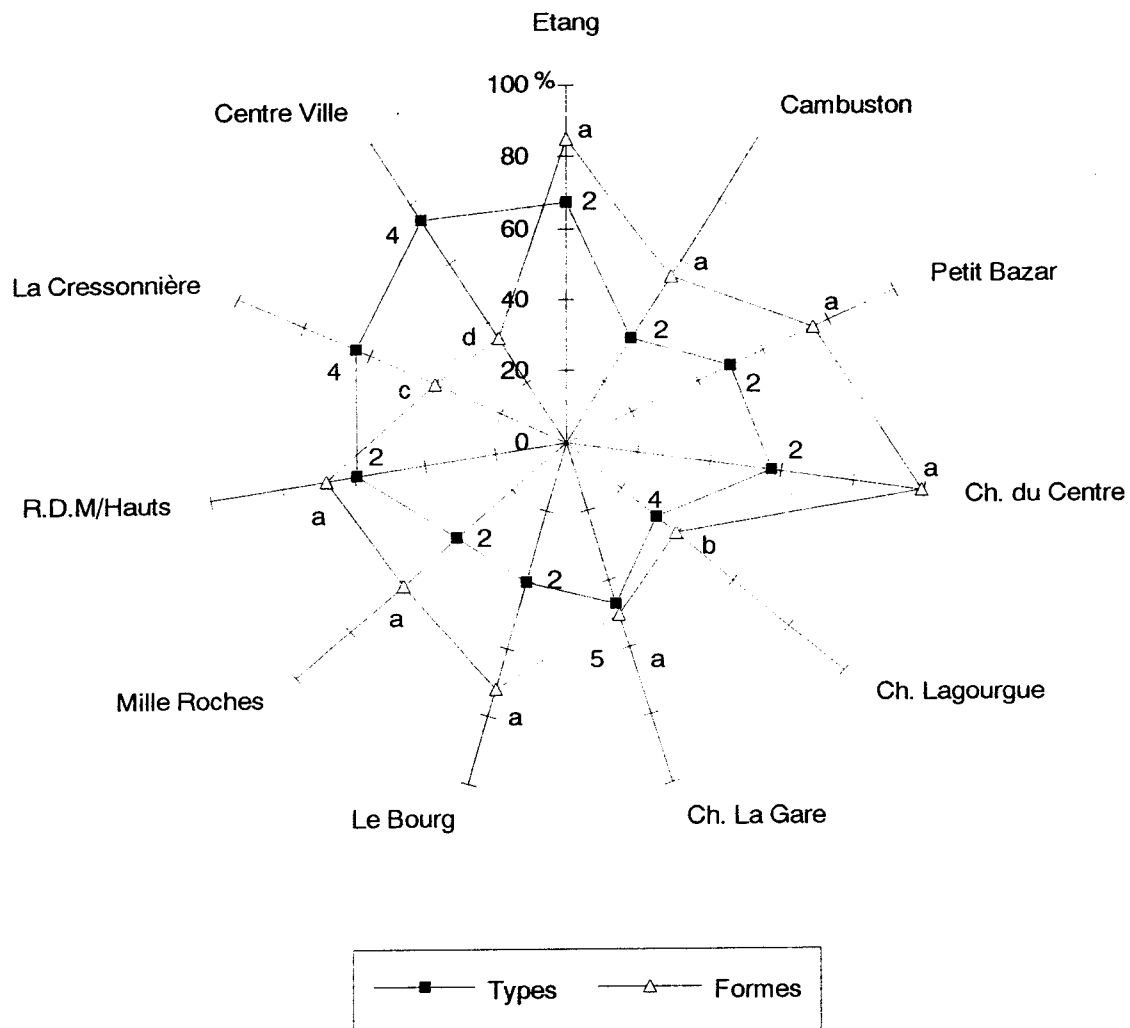 Etang
100 %
Centre Ville
Cambuston
a
80
2
4
60
a
Petit Bazar
a
La Cressonnière
40
d
2
4
20
2
c
0
2
2
a
R.D.M/Hauts
Ch. du Centre
a
4
b
2
2
a
5
a
Ch. Lagourgue
Mille Roches
a
Le Bourg
Ch. La Gare
Types
Formes